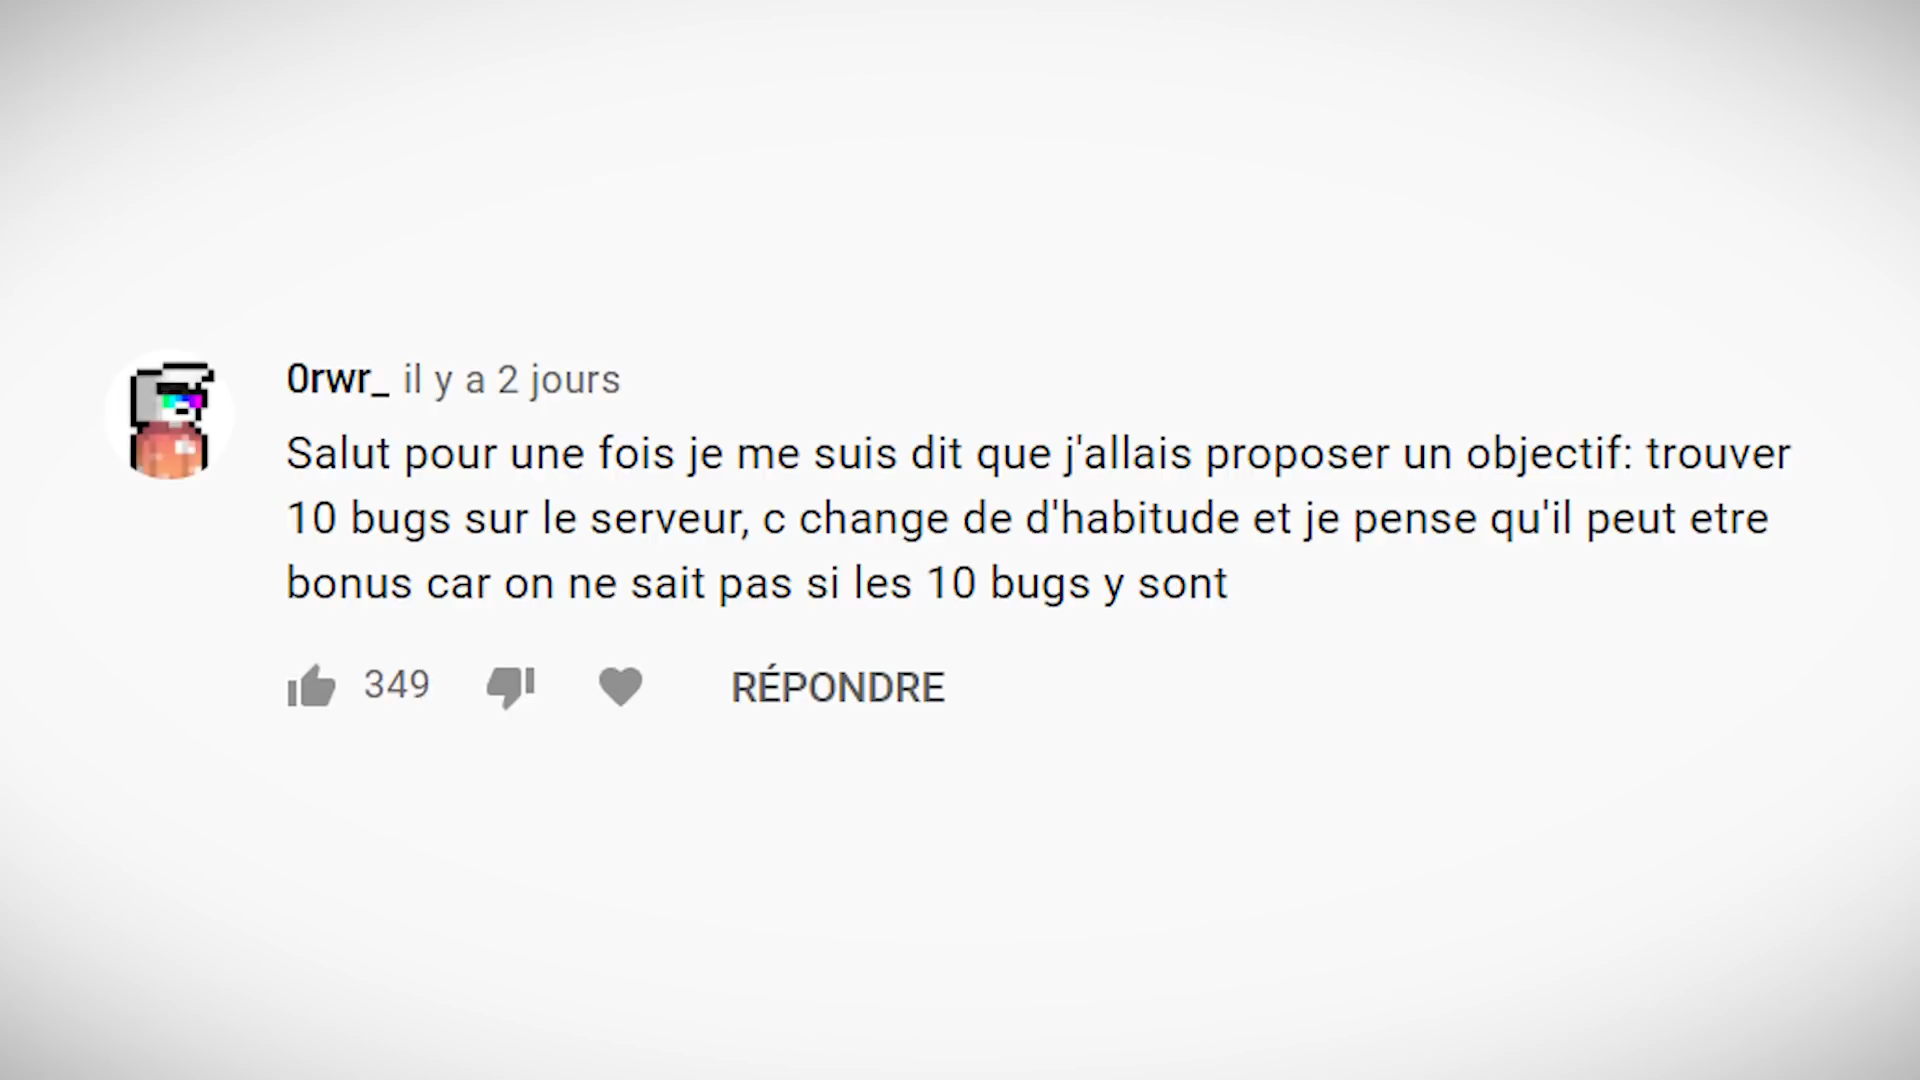 0rwr_ il y a 2 jours
Salut pour une fois je me suis dit que j'allais proposer un objectif: trouver
10 bugs sur le serveur, c change de d'habitude et je pense qu'il peut etre
bonus car on ne sait pas si les 10 bugs y sont
349 RÉPONDRE